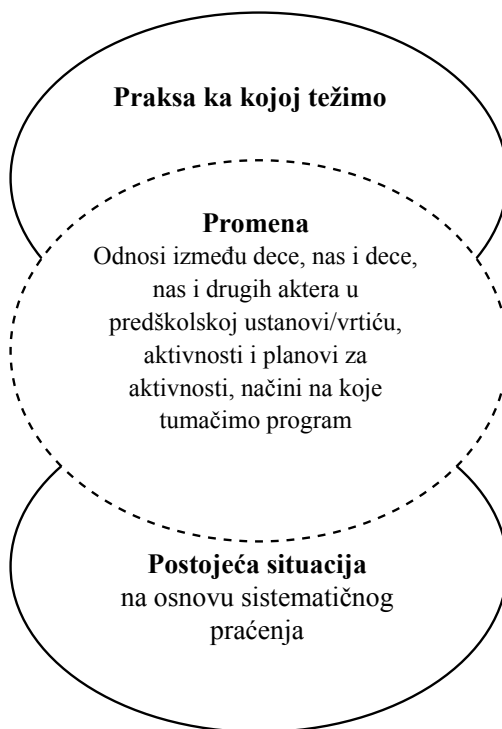 Praksa ka kojoj težimo
Promena
Odnosi između dece, nas i dece,
nas i drugih aktera u
predškolskoj ustanovi/vrtiću,
aktivnosti i planovi za
aktivnosti, načini na koje
tumačimo program
Postojeća situacija
na osnovu sistematičnog
praćenja